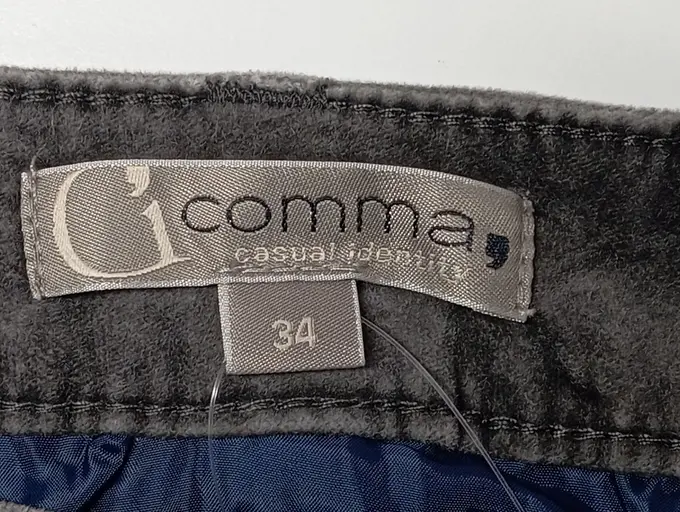 comma,
casual identity
34